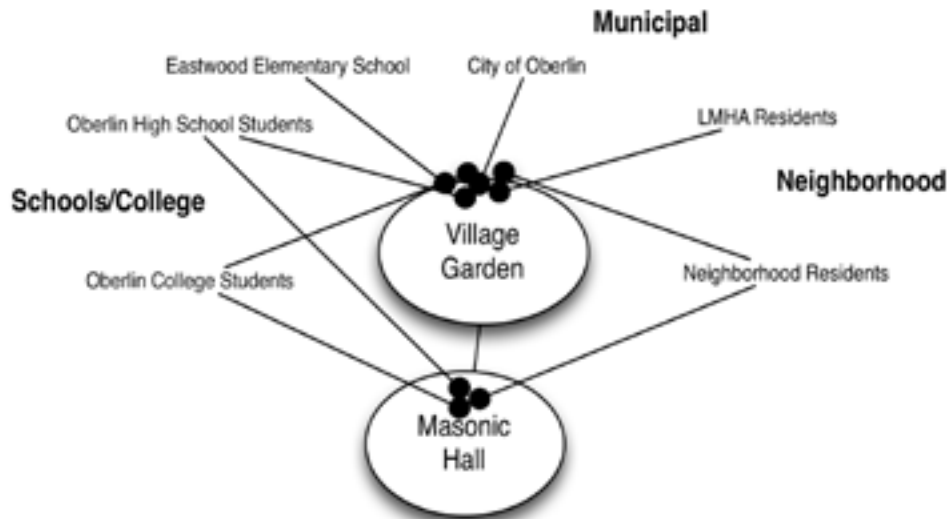 Municipal
Eastwood Elementary School
City of Oberlin
Oberlin High School Students
LMHA Residents
Schools/College
Neighborhood
Village
Garden
Oberlin College Students
Neighborhood Residents
Masonic
Hall